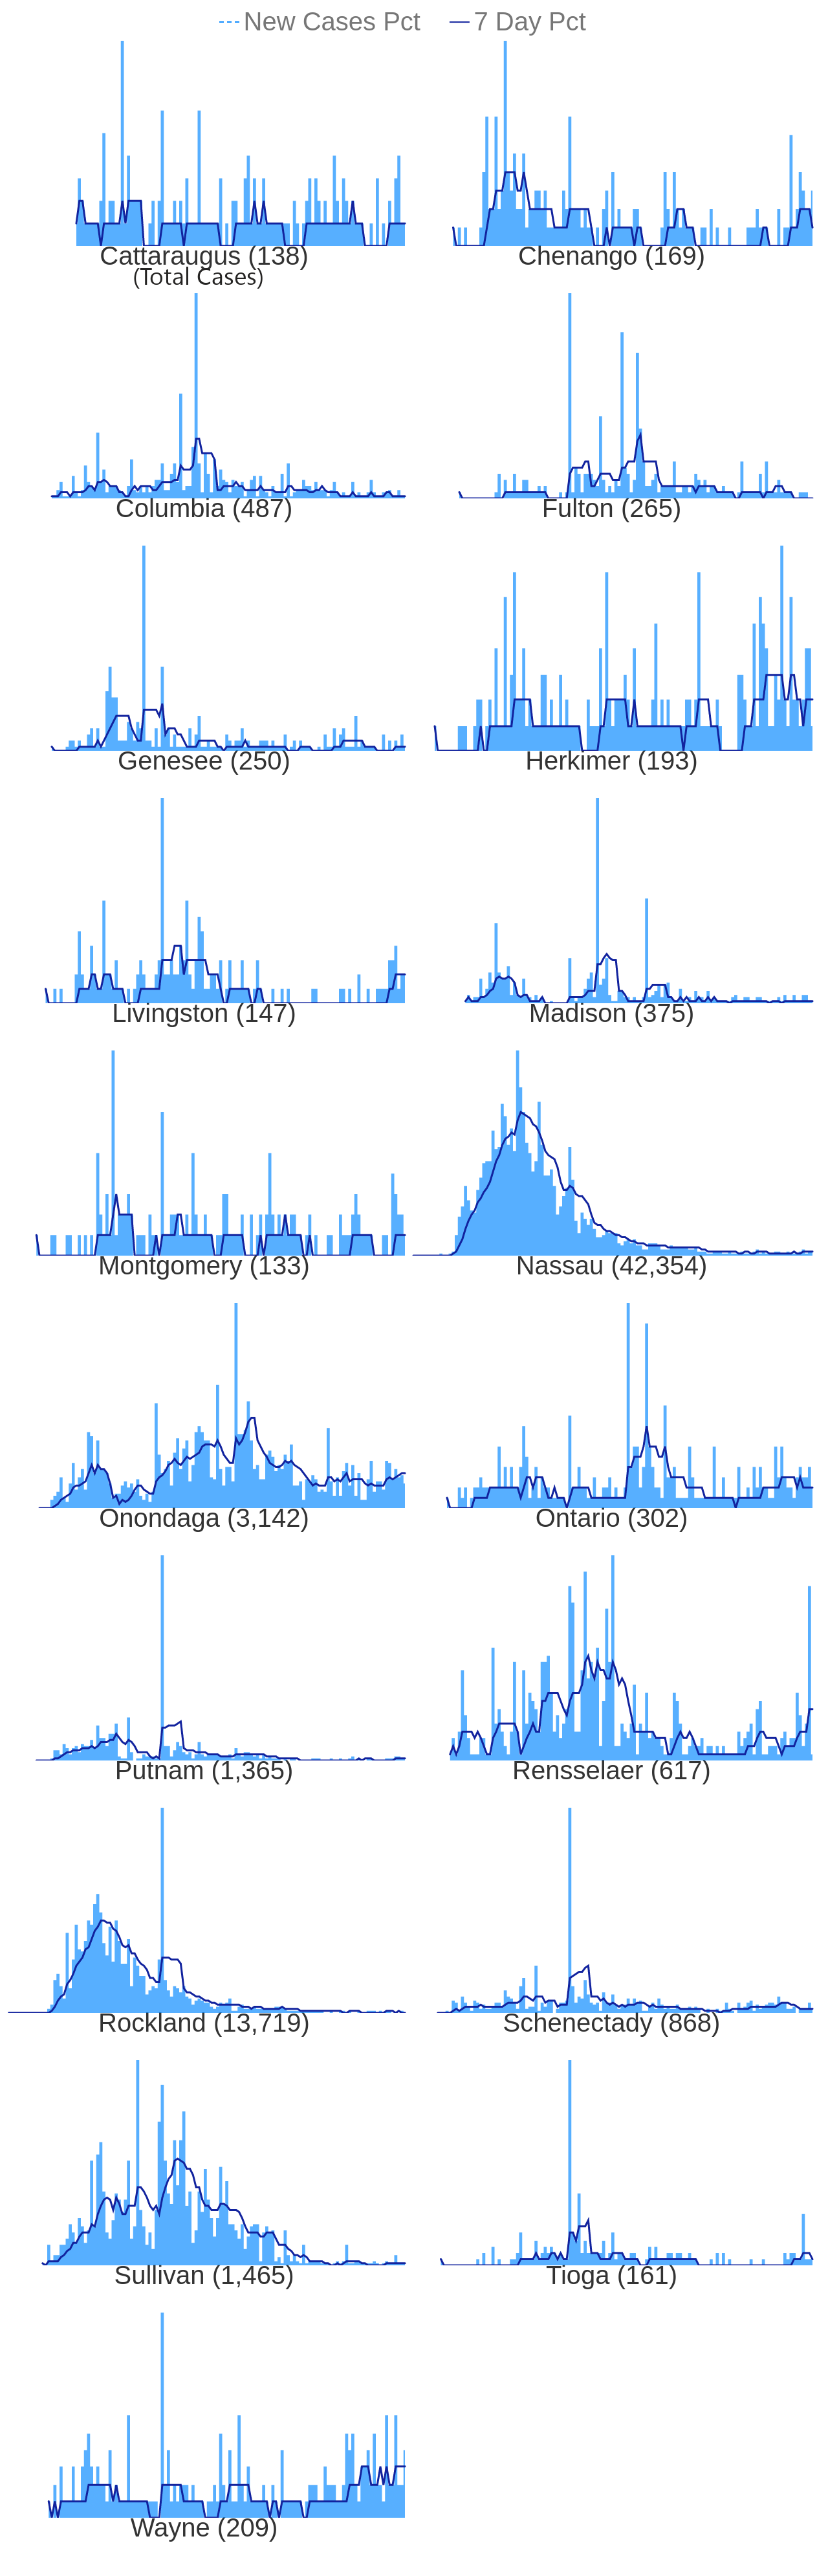 New Cases Pct 7 Day Pct
Cattaraugus (138) Chenango (169)
(Total Cases)
Columbia (487) Fulton (265)
Genesee (250) Herkimer (193)
Livingston (147) Madison (375)
Montgomery (133) Nassau (42,354)
Onondaga (3,142) Ontario (302)
Putnam (1,365) Rensselaer (617)
Rockland (13,719) Schenectady (868)
Sullivan (1,465) Tioga (161)
Wayne (209)